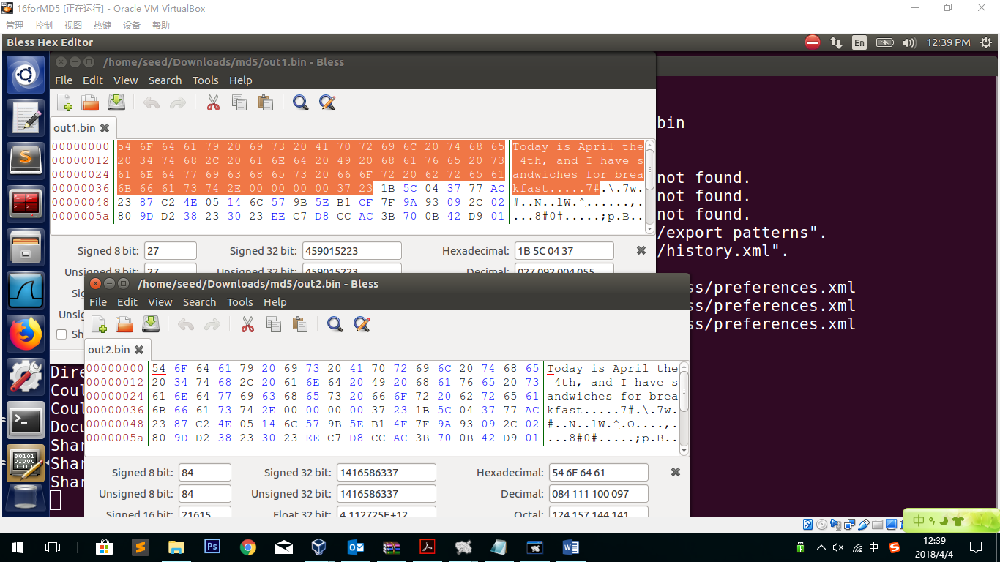 16forMD5 [正在运行] - Oracle VM VirtualBox
管理 控制 视图 热键 设备 帮助
Bless Hex Editor En 12:39 PM
/home/seed/Downloads/md5/out1.bin - Bless
File Edit View Search Tools Help
out1.bin
00000000 54 6F 64 61 79 20 69 73 20 41 70 72 69 6C 20 74 68 65 Today is April the
00000012 20 34 74 68 2C 20 61 6E 64 20 49 20 68 61 76 65 20 73 4th, and I have s
00000024 61 6E 64 77 69 63 68 65 73 20 66 6F 72 20 62 72 65 61 andwiches for brea
00000036 6B 66 61 73 74 2E 00 00 00 00 37 23 1B 5C 04 37 77 AC kfast.....7#.\.7w.
00000048 23 87 C2 4E 05 14 6C 57 9B 5E B1 CF 7F 9A 93 09 2C 02 #..N..lW.^......,.
0000005a 80 9D D2 38 23 30 23 EE C7 D8 CC AC 3B 70 0B 42 D9 01 ...8#0#.....;p.B..
Signed 8 bit: 27 Signed 32 bit: 459015223 Hexadecimal: 1B 5C 04 37
Unsigned 8 bit: 27 Unsigned 32 bit: 459015223 Decimal: 027 092 004 055
Sig
Unsig
Sh
bin
not found.
not found.
not found.
/export_patterns".
/history.xml".
ss/preferences.xml
ss/preferences.xml
ss/preferences.xml
Dire
Coul
Coul
Docu
Shar
Shar
Shar
/home/seed/Downloads/md5/out2.bin - Bless
File Edit View Search Tools Help
out2.bin
00000000 54 6F 64 61 79 20 69 73 20 41 70 72 69 6C 20 74 68 65 Today is April the
00000012 20 34 74 68 2C 20 61 6E 64 20 49 20 68 61 76 65 20 73 4th, and I have s
00000024 61 6E 64 77 69 63 68 65 73 20 66 6F 72 20 62 72 65 61 andwiches for brea
00000036 6B 66 61 73 74 2E 00 00 00 00 37 23 1B 5C 04 37 77 AC kfast.....7#.\.7w.
00000048 23 87 C2 4E 05 14 6C 57 9B 5E B1 4F 7F 9A 93 09 2C 02 #..N..lW.^.O....,.
0000005a 80 9D D2 38 23 30 23 EE C7 D8 CC AC 3B 70 0B 42 D9 01 ...8#0#.....;p.B..
Signed 8 bit: 84 Signed 32 bit: 1416586337 Hexadecimal: 54 6F 64 61
Unsigned 8 bit: 84 Unsigned 32 bit: 1416586337 Decimal: 084 111 100 097
Signed 16 bit: 21615 Float 32 bit: 4.112725E+12 Octal: 124 157 144 141
中
中
12:39
2018/4/4